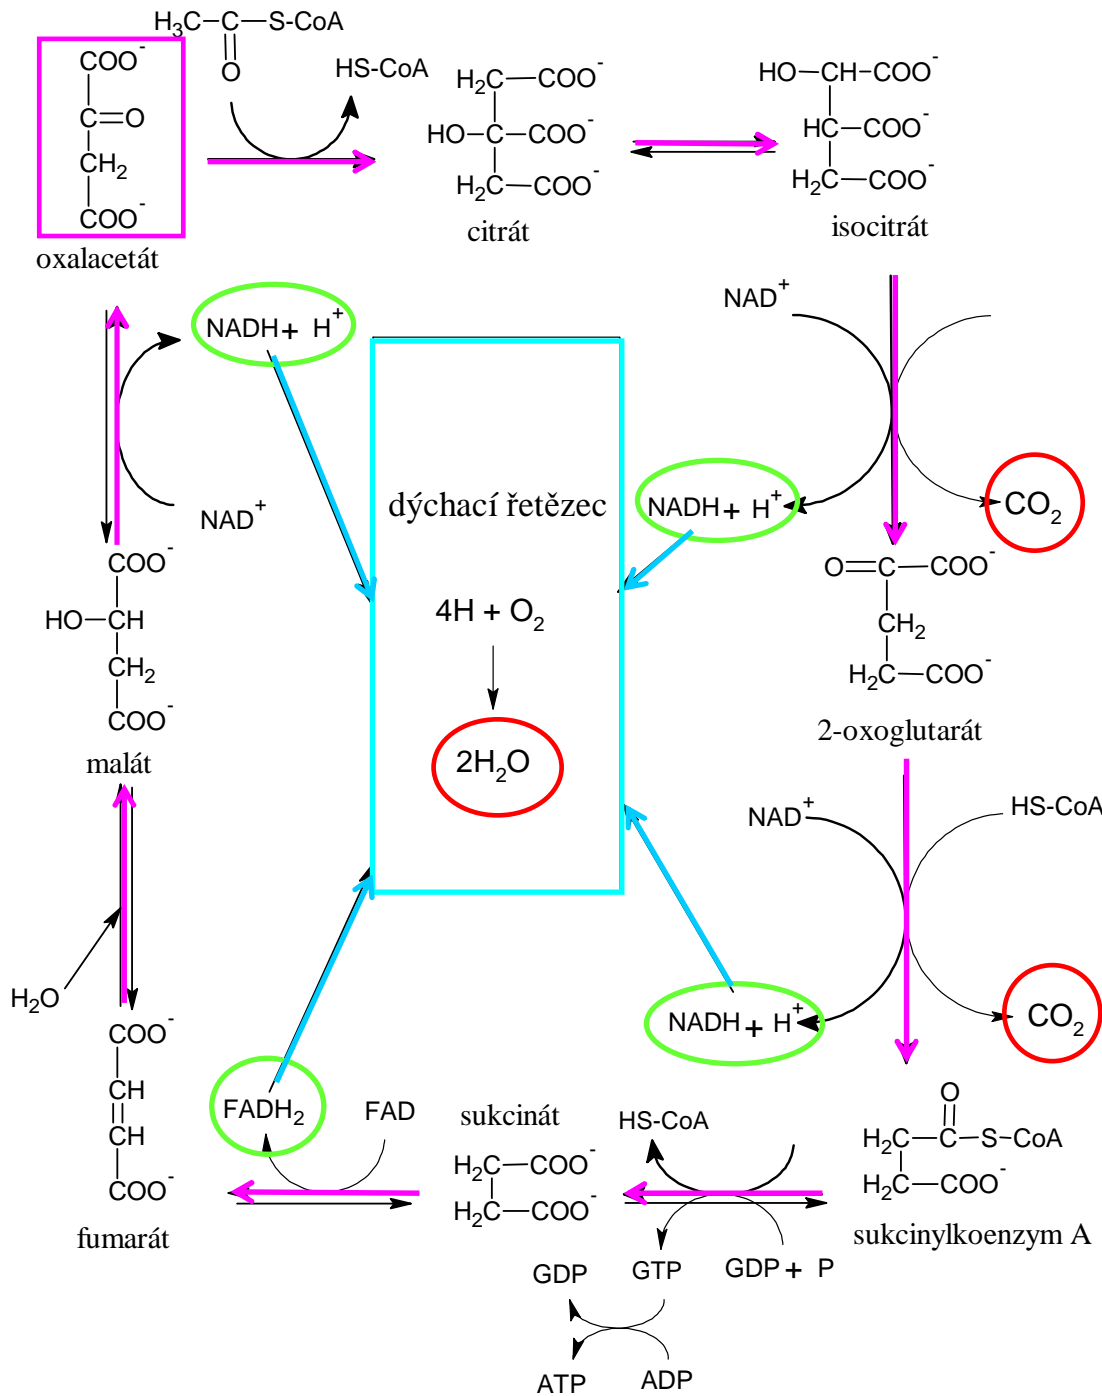 H₃C—C—S-CoA
O
HS-CoA
COO⁻
C=O
CH₂
COO⁻
oxalacetát
H₂C—COO⁻
HO—C—COO⁻
H₂C—COO⁻
citrát
HO—CH—COO⁻
HC—COO⁻
H₂C—COO⁻
isocitrát
NAD⁺
NADH + H⁺
CO₂
NADH + H⁺
NAD⁺
dýchací řetězec
4H + O₂
2H₂O
O=C—COO⁻
CH₂
H₂C—COO⁻
2-oxoglutarát
COO⁻
HO—CH
CH₂
COO⁻
malát
NAD⁺
HS-CoA
NADH + H⁺
CO₂
H₂O
COO⁻
CH
CH
COO⁻
fumarát
FADH₂
FAD
sukcinát
H₂C—COO⁻
H₂C—COO⁻
HS-CoA
O
H₂C—C—S—CoA
H₂C—COO⁻
sukcinylkoenzym A
GDP
GTP
GDP + P
ATP
ADP